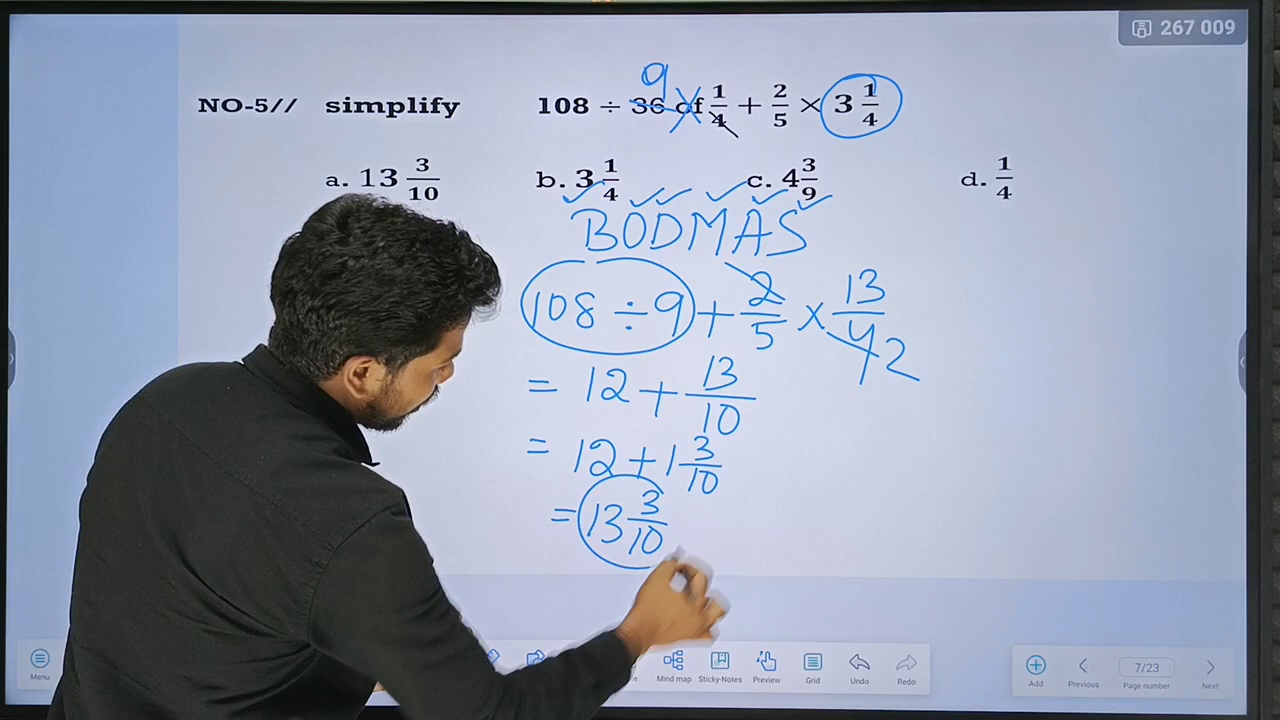 267 009
9
NO-5// simplify 108 ÷ 36 of 1/4 + 2/5 × 3 1/4
a. 13 3/10 b. 3 1/4 c. 4 3/9 d. 1/4
BODMAS
108 ÷ 9 + 2/5 × 13/4 2
= 12 + 13/10
= 12 + 1 3/10
= 13 3/10
Menu Mind map Sticky-Notes Preview Grid Undo Redo Add Previous 7/23 Page number Next